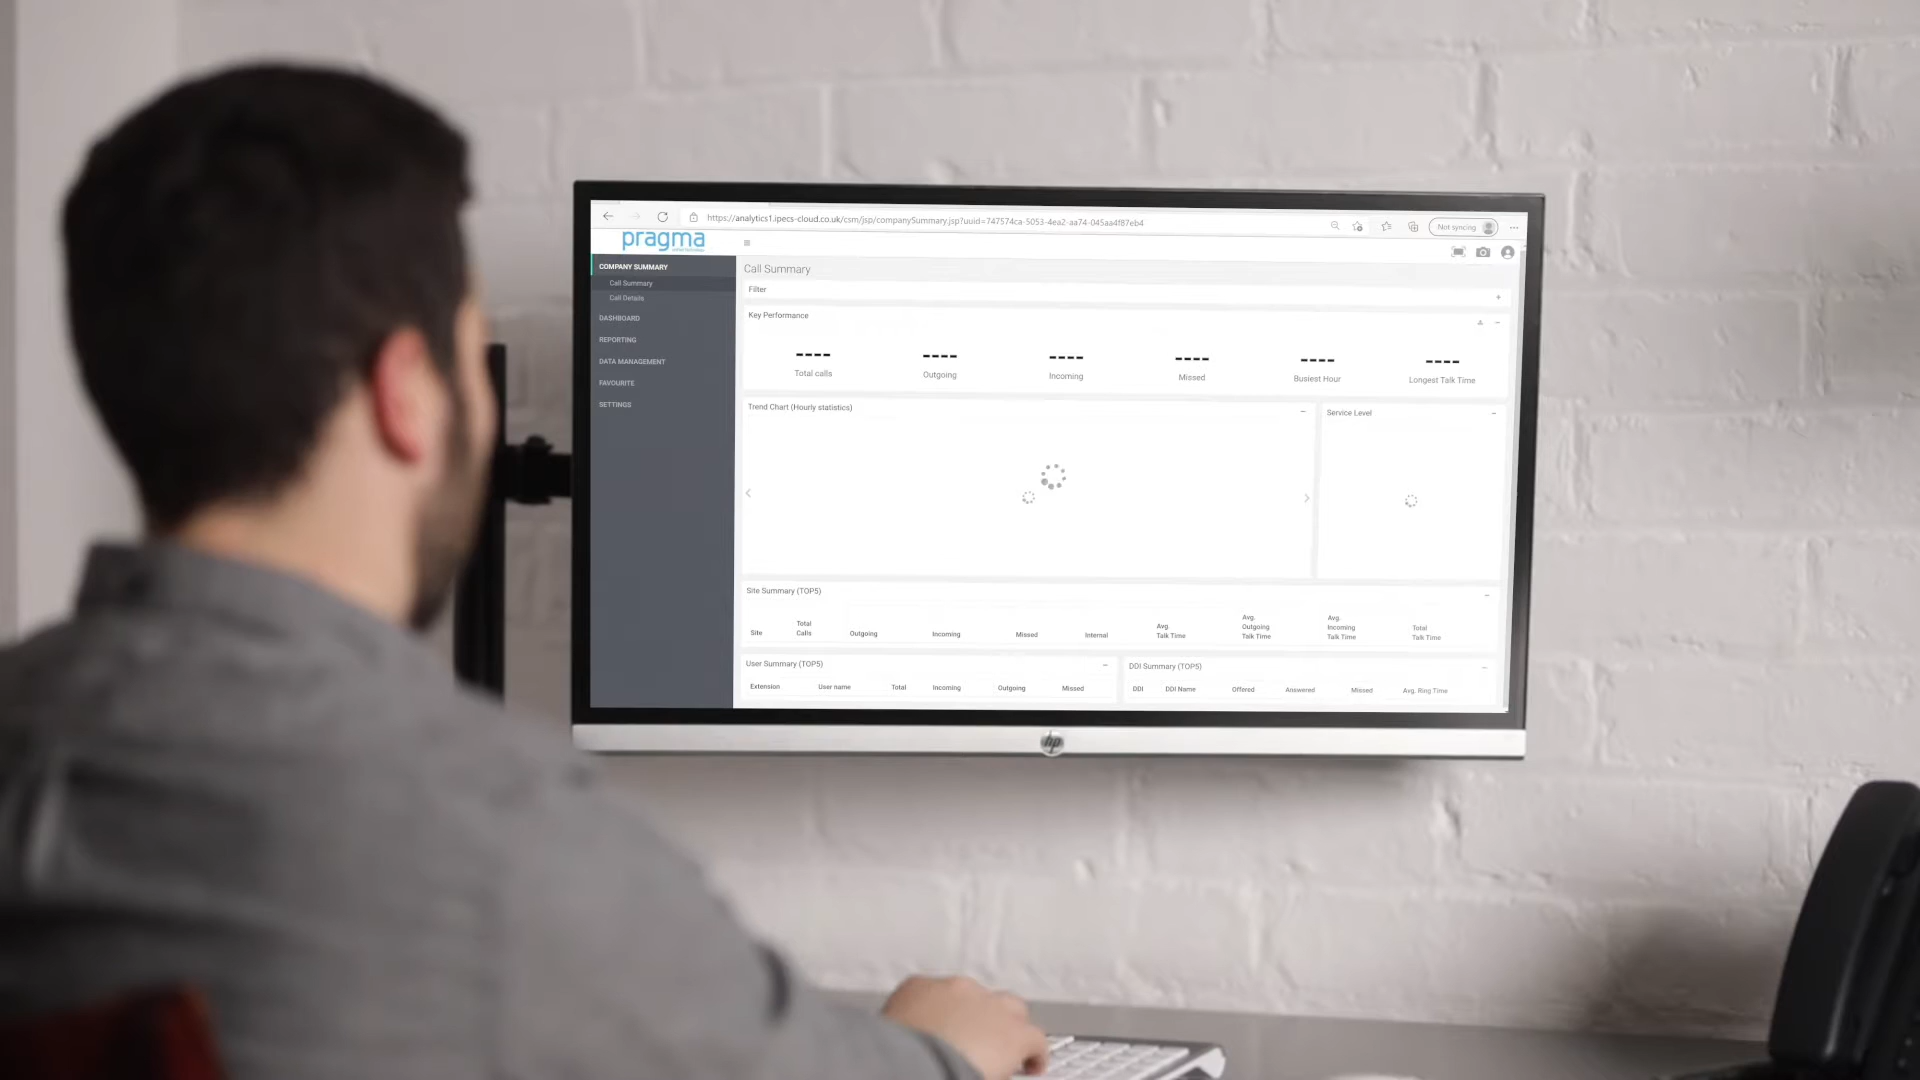 https://analytics1.ipecs-cloud.co.uk/csm/jsp/companySummary.jsp?uuid=747574ca-5053-4ea2-aa74-045aa4f87eb4
Not syncing
pragma
COMPANY SUMMARY
Call Summary
Call Details
DASHBOARD
REPORTING
DATA MANAGEMENT
FAVOURITE
SETTINGS
Call Summary
Filter
Key Performance
---- ---- ---- ---- ---- ----
Total calls Outgoing Incoming Missed Busiest Hour Longest Talk Time
Trend Chart (Hourly statistics)
Service Level
Site Summary (TOP5)
Site Total Calls Outgoing Incoming Missed Internal Avg. Talk Time Avg. Outgoing Talk Time Avg. Incoming Talk Time Total Talk Time
User Summary (TOP5)
Extension User name Total Incoming Outgoing Missed
DDI Summary (TOP5)
DDI DDI Name Offered Answered Missed Avg. Ring Time
hp